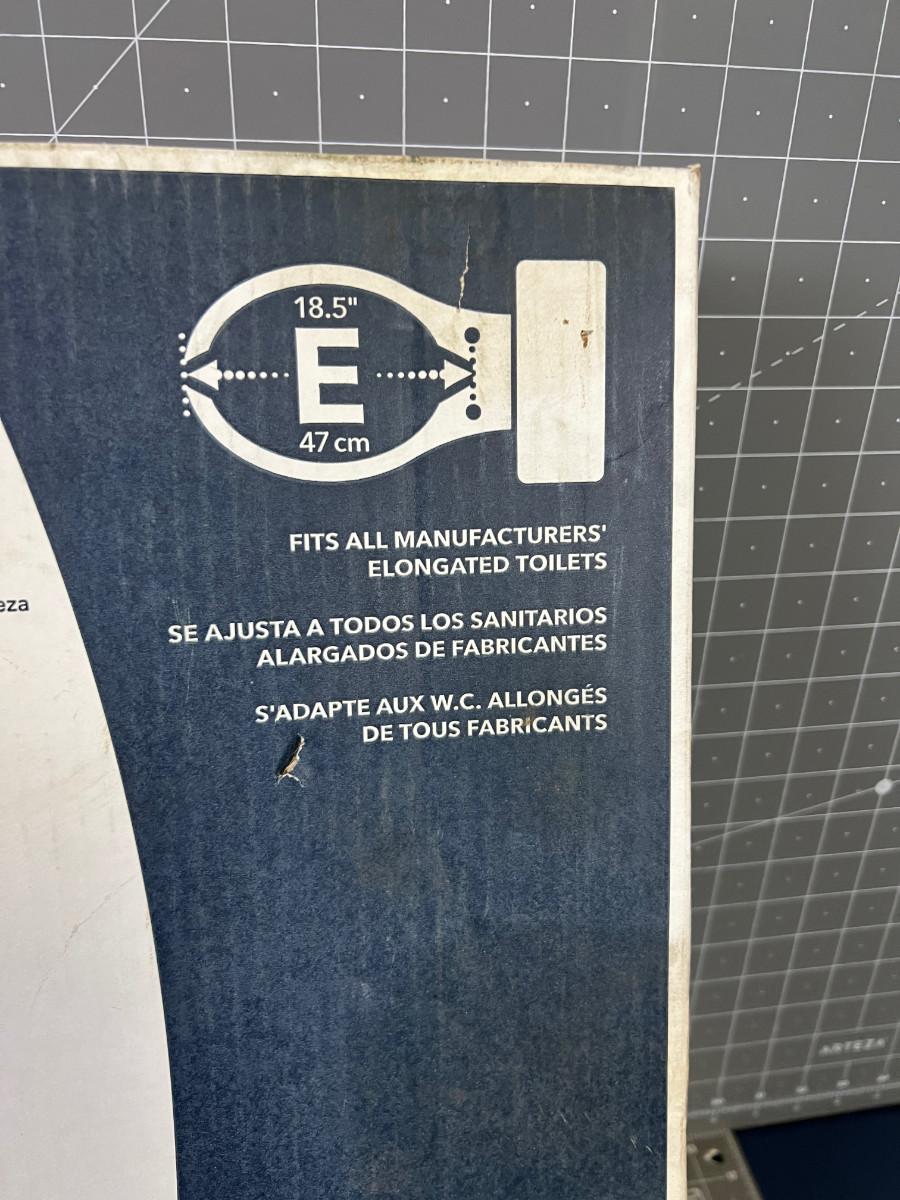 18.5"
E
47 cm
FITS ALL MANUFACTURERS'
ELONGATED TOILETS
eza
SE AJUSTA A TODOS LOS SANITARIOS
ALARGADOS DE FABRICANTES
S'ADAPTE AUX W.C. ALLONGÉS
DE TOUS FABRICANTS
ARTEZA